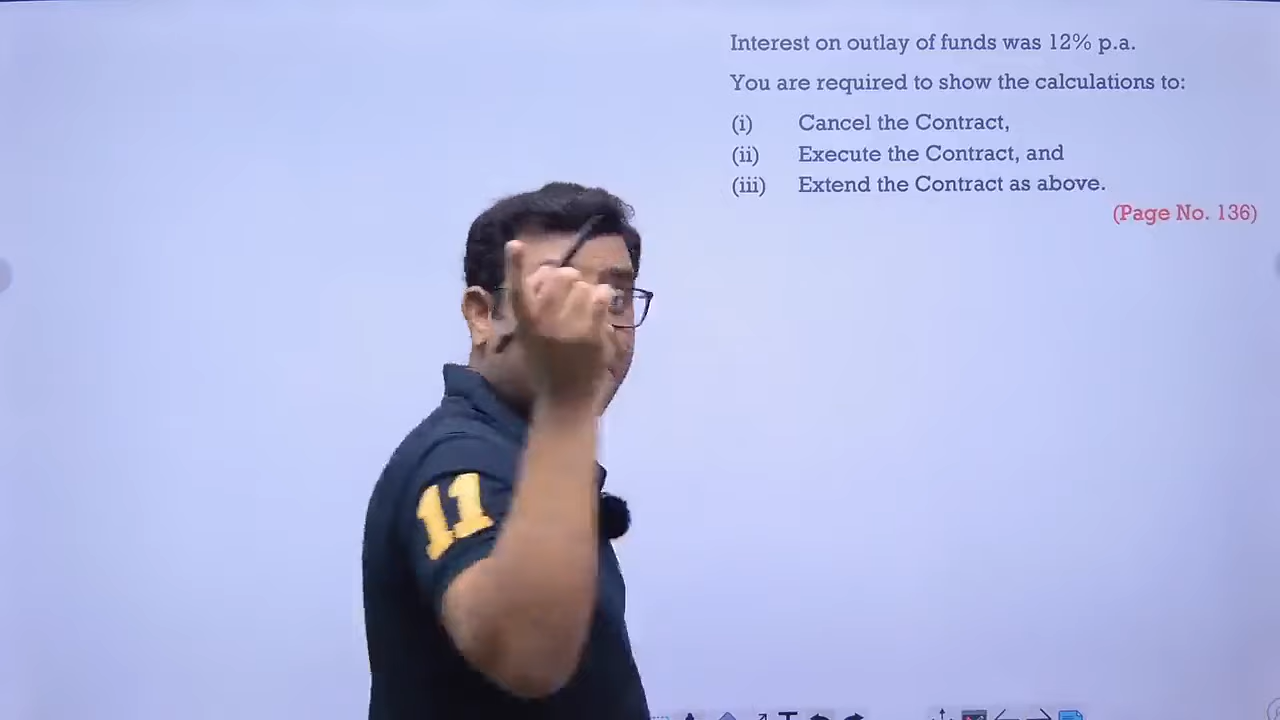 Interest on outlay of funds was 12% p.a.
You are required to show the calculations to:
(i) Cancel the Contract,
(ii) Execute the Contract, and
(iii) Extend the Contract as above.
(Page No. 136)
11